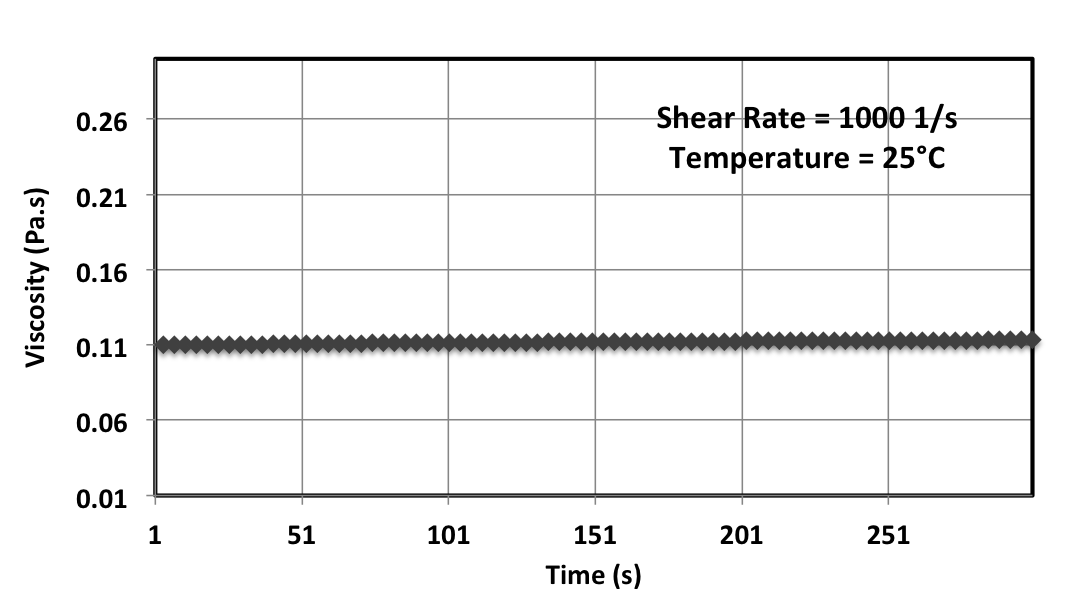 Shear Rate = 1000 1/s
Temperature = 25°C
Viscosity (Pa.s)
0.26
0.21
0.16
0.11
0.06
0.01
1 51 101 151 201 251
Time (s)